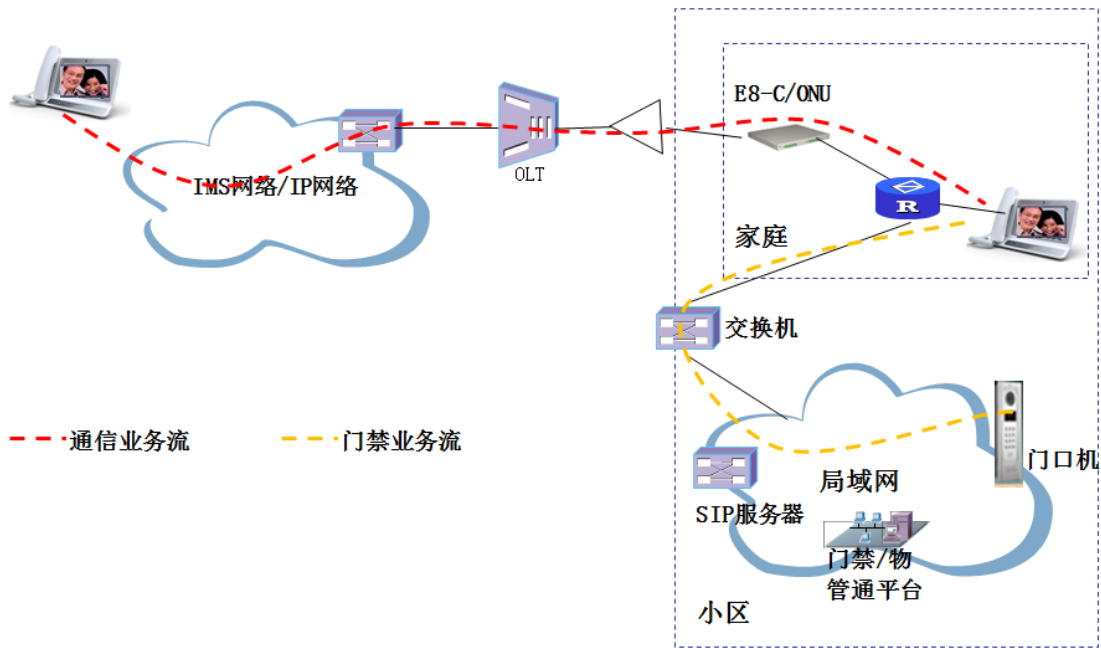 E8-C/ONU
OLT
IMS网络/IP网络
R
家庭
交换机
通信业务流
门禁业务流
门口机
局域网
SIP服务器
门禁/物
管通平台
小区